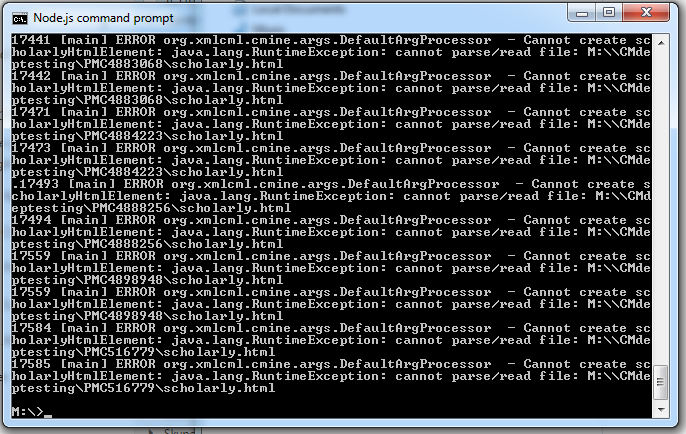 Local Documents
Node.js command prompt
17441 [main] ERROR org.xmlcml.cmine.args.DefaultArgProcessor  - Cannot create sc
holarlyHtmlElement: java.lang.RuntimeException: cannot parse/read file: M:\\CMde
ptesting\PMC4883068\scholarly.html
17442 [main] ERROR org.xmlcml.cmine.args.DefaultArgProcessor  - Cannot create sc
holarlyHtmlElement: java.lang.RuntimeException: cannot parse/read file: M:\\CMde
ptesting\PMC4883068\scholarly.html
17471 [main] ERROR org.xmlcml.cmine.args.DefaultArgProcessor  - Cannot create sc
holarlyHtmlElement: java.lang.RuntimeException: cannot parse/read file: M:\\CMde
ptesting\PMC4884223\scholarly.html
17473 [main] ERROR org.xmlcml.cmine.args.DefaultArgProcessor  - Cannot create sc
holarlyHtmlElement: java.lang.RuntimeException: cannot parse/read file: M:\\CMde
ptesting\PMC4884223\scholarly.html
.17493 [main] ERROR org.xmlcml.cmine.args.DefaultArgProcessor  - Cannot create s
cholarlyHtmlElement: java.lang.RuntimeException: cannot parse/read file: M:\\CMd
eptesting\PMC4888256\scholarly.html
17494 [main] ERROR org.xmlcml.cmine.args.DefaultArgProcessor  - Cannot create sc
holarlyHtmlElement: java.lang.RuntimeException: cannot parse/read file: M:\\CMde
ptesting\PMC4888256\scholarly.html
17559 [main] ERROR org.xmlcml.cmine.args.DefaultArgProcessor  - Cannot create sc
holarlyHtmlElement: java.lang.RuntimeException: cannot parse/read file: M:\\CMde
ptesting\PMC4898948\scholarly.html
17559 [main] ERROR org.xmlcml.cmine.args.DefaultArgProcessor  - Cannot create sc
holarlyHtmlElement: java.lang.RuntimeException: cannot parse/read file: M:\\CMde
ptesting\PMC4898948\scholarly.html
17584 [main] ERROR org.xmlcml.cmine.args.DefaultArgProcessor  - Cannot create sc
holarlyHtmlElement: java.lang.RuntimeException: cannot parse/read file: M:\\CMde
ptesting\PMC516779\scholarly.html
17585 [main] ERROR org.xmlcml.cmine.args.DefaultArgProcessor  - Cannot create sc
holarlyHtmlElement: java.lang.RuntimeException: cannot parse/read file: M:\\CMde
ptesting\PMC516779\scholarly.html
M:\>_